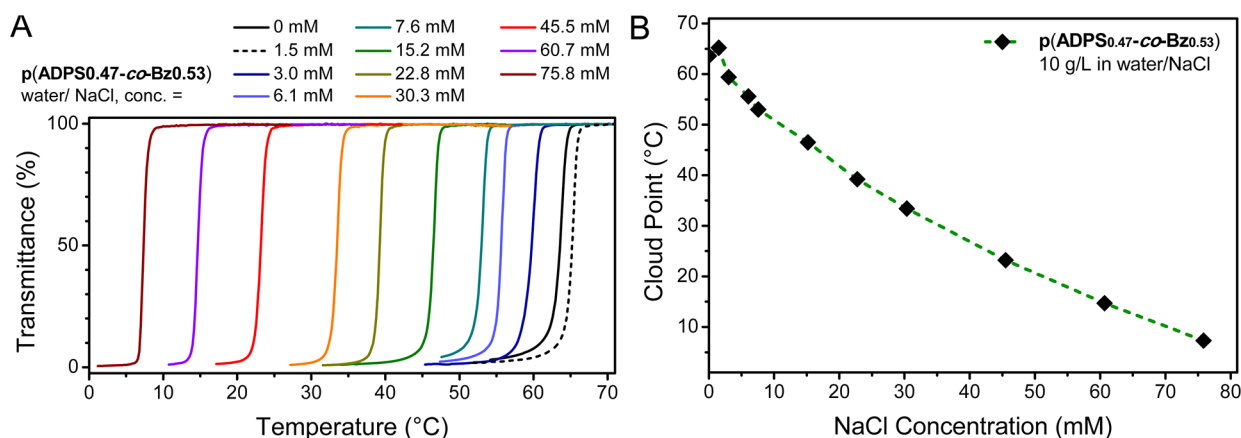 A
p(ADPS0.47-co-Bz0.53)
water/ NaCl, conc. =
0 mM
1.5 mM
3.0 mM
6.1 mM
7.6 mM
15.2 mM
22.8 mM
30.3 mM
45.5 mM
60.7 mM
75.8 mM
Transmittance (%)
100
50
0
0 10 20 30 40 50 60 70
Temperature (°C)
B
p(ADPS0.47-co-Bz0.53)
10 g/L in water/NaCl
Cloud Point (°C)
70
60
50
40
30
20
10
0 10 20 30 40 50 60 70 80
NaCl Concentration (mM)